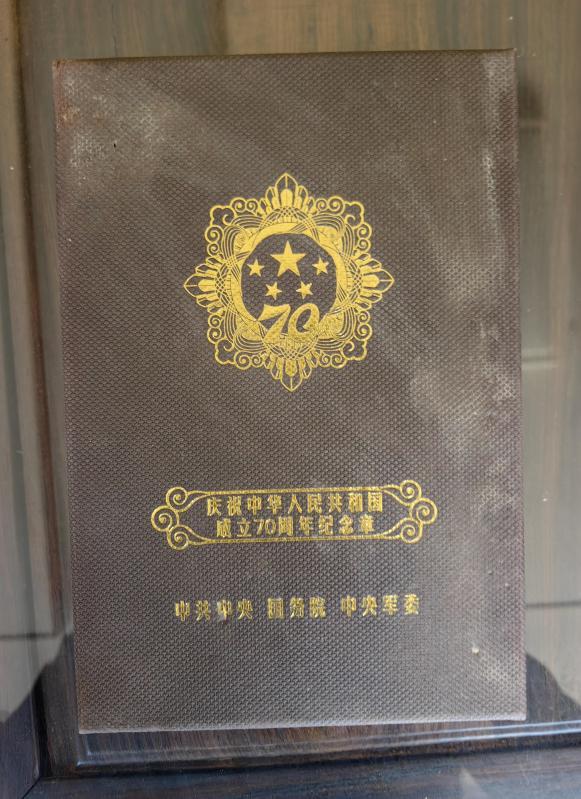 70
庆祝中华人民共和国
成立70周年纪念章
中共中央 国务院 中央军委